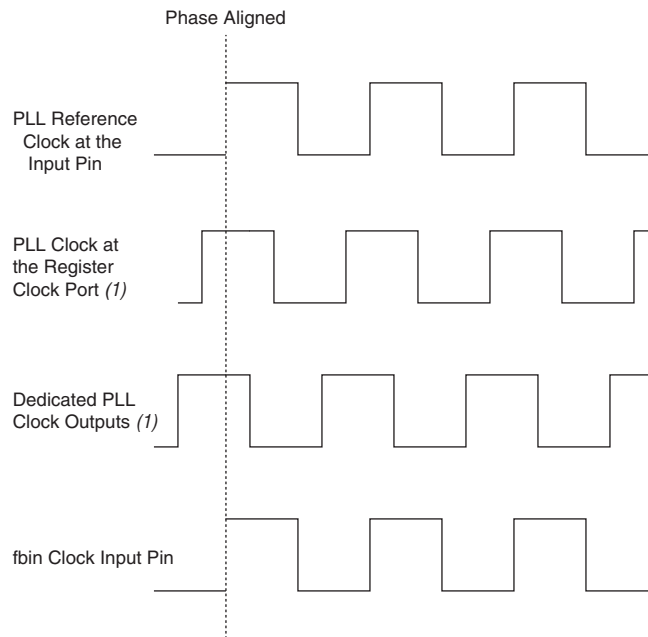 Phase Aligned
PLL Reference
Clock at the
Input Pin
PLL Clock at
the Register
Clock Port (1)
Dedicated PLL
Clock Outputs (1)
fbin Clock Input Pin